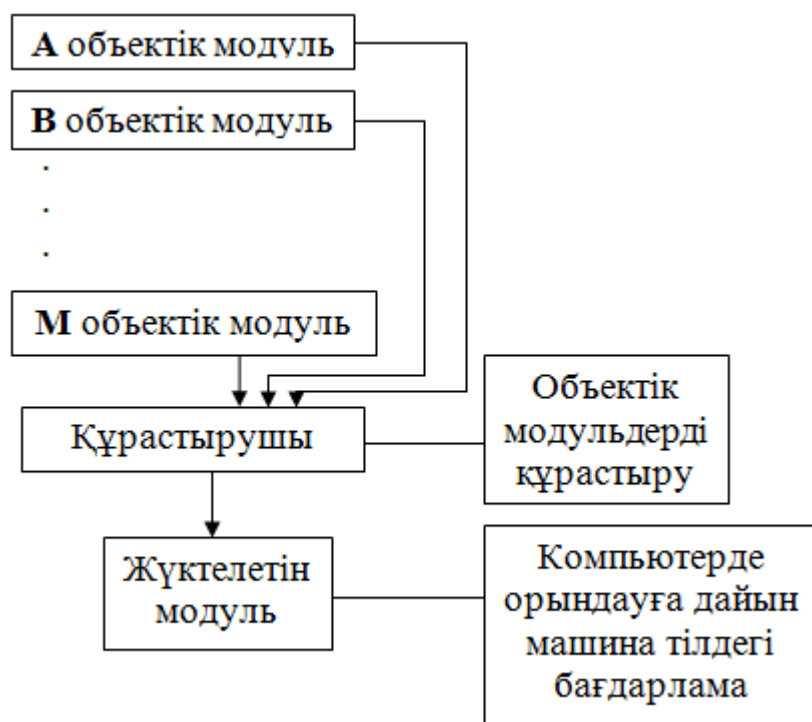 А объектік модуль
В объектік модуль
.
.
.
М объектік модуль
Құрастырушы
Объектік
модульдерді
құрастыру
Жүктелетін
модуль
Компьютерде
орындауға дайын
машина тілдегі
бағдарлама